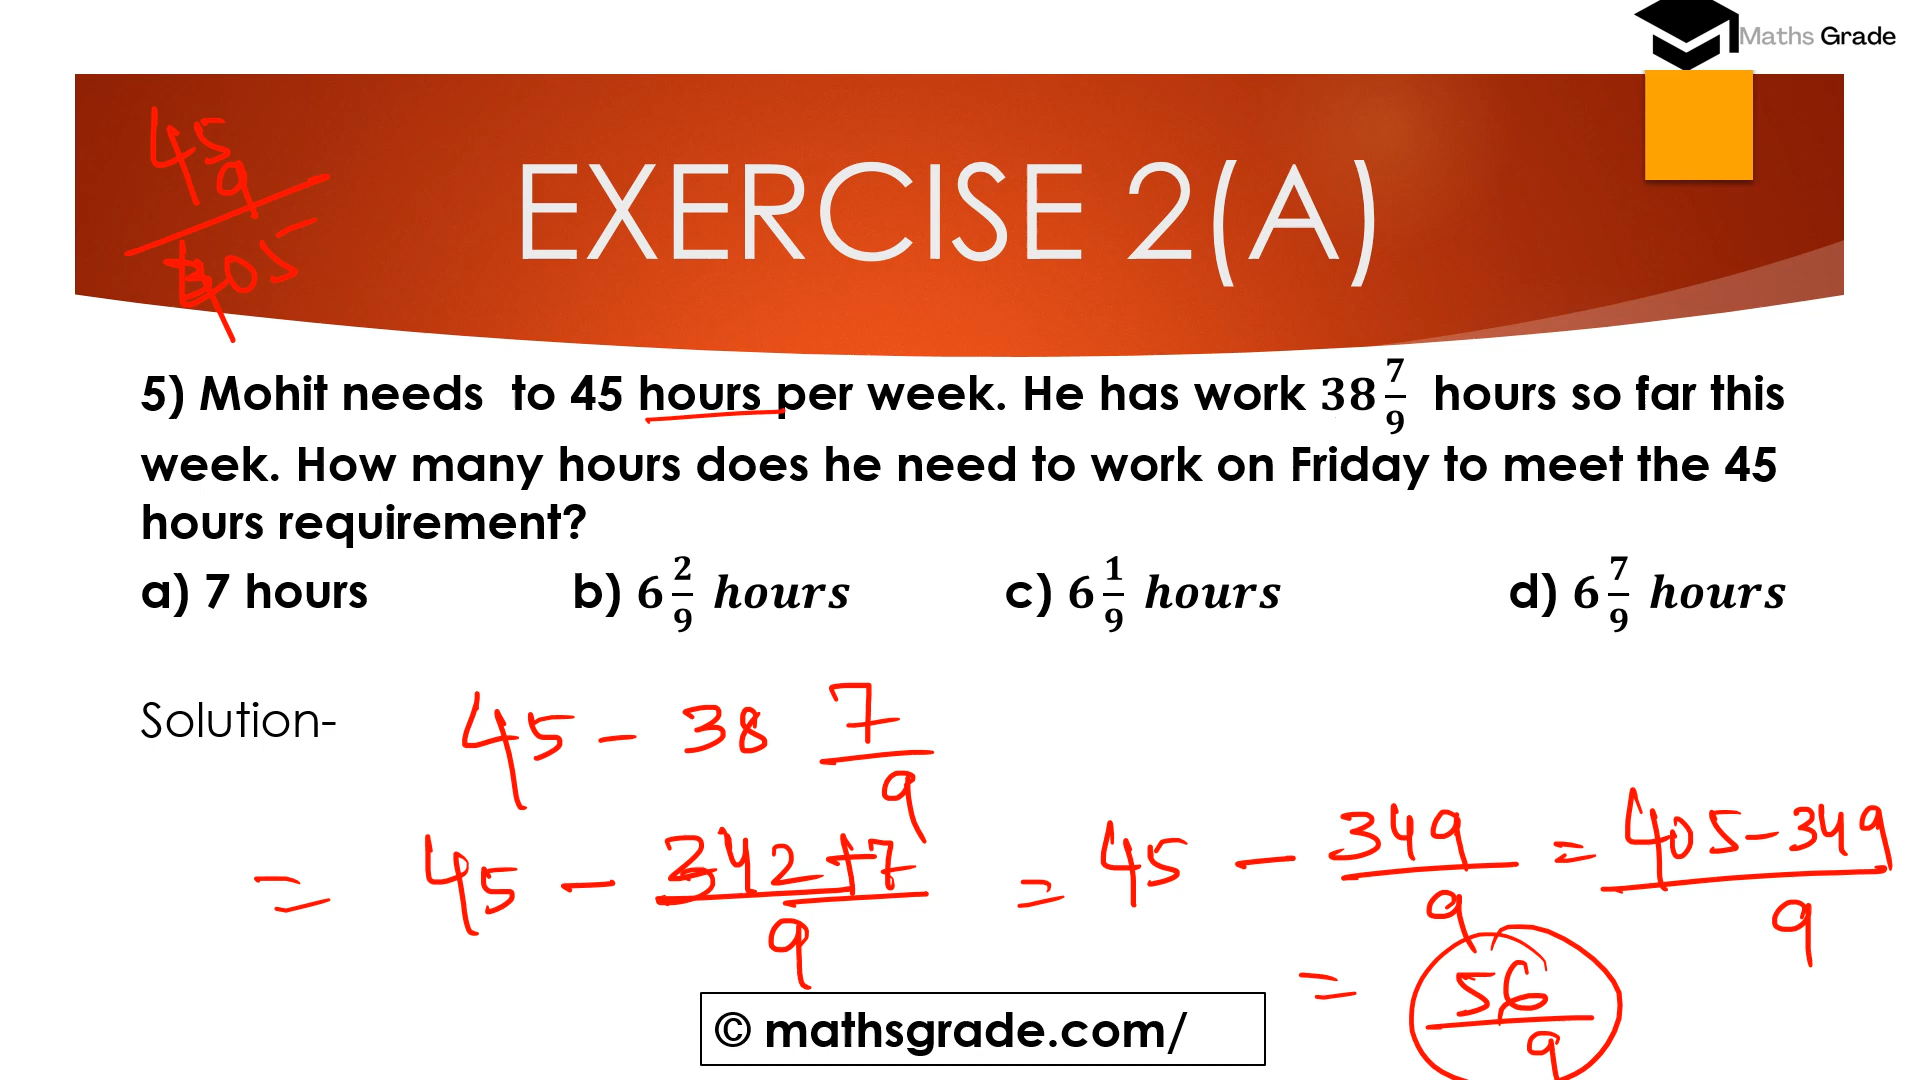 Maths Grade
45
9
405
EXERCISE 2(A)
5) Mohit needs to 45 hours per week. He has work 38 7/9 hours so far this
week. How many hours does he need to work on Friday to meet the 45
hours requirement?
a) 7 hours b) 6 2/9 hours c) 6 1/9 hours d) 6 7/9 hours
Solution- 45 - 38 7/9
= 45 - 342+7/9 = 45 - 349/9 = 405-349/9
= 56/9
© mathsgrade.com/